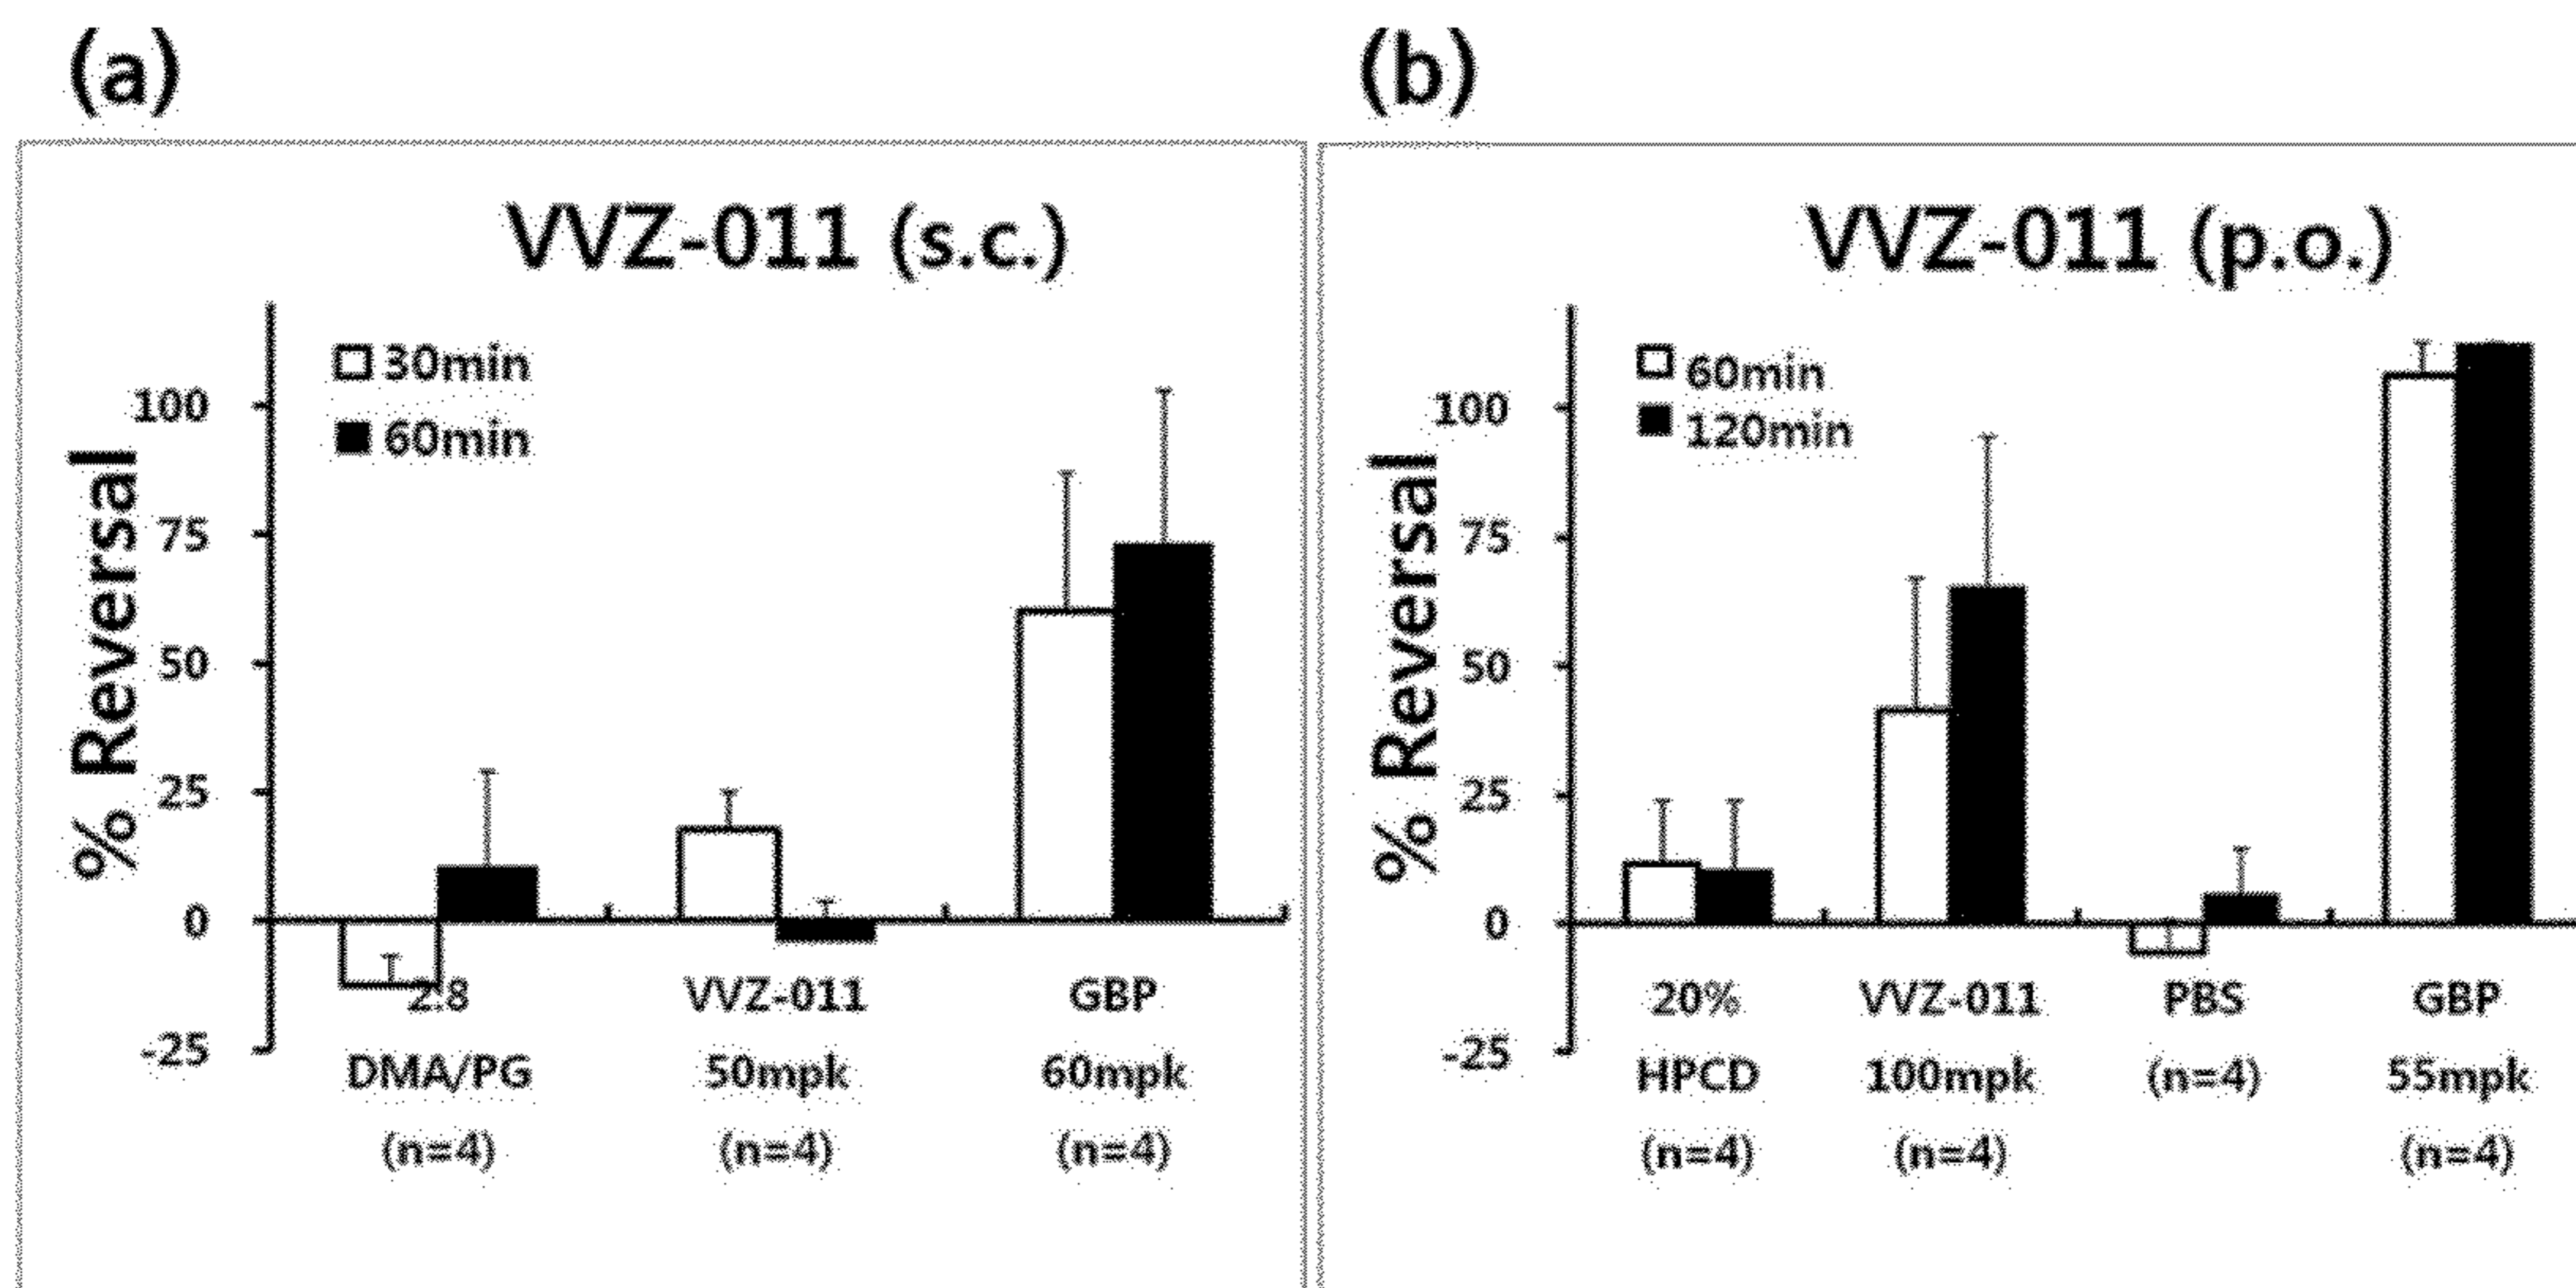 (a)
VVZ-011 (s.c.)
30min
60min
% Reversal
100
75
50
25
0
-25
2.8
DMA/PG
(n=4)
VVZ-011
50mpk
(n=4)
GBP
60mpk
(n=4)
(b)
VVZ-011 (p.o.)
60min
120min
% Reversal
100
75
50
25
0
-25
20%
HPCD
(n=4)
VVZ-011
100mpk
(n=4)
PBS
(n=4)
GBP
55mpk
(n=4)